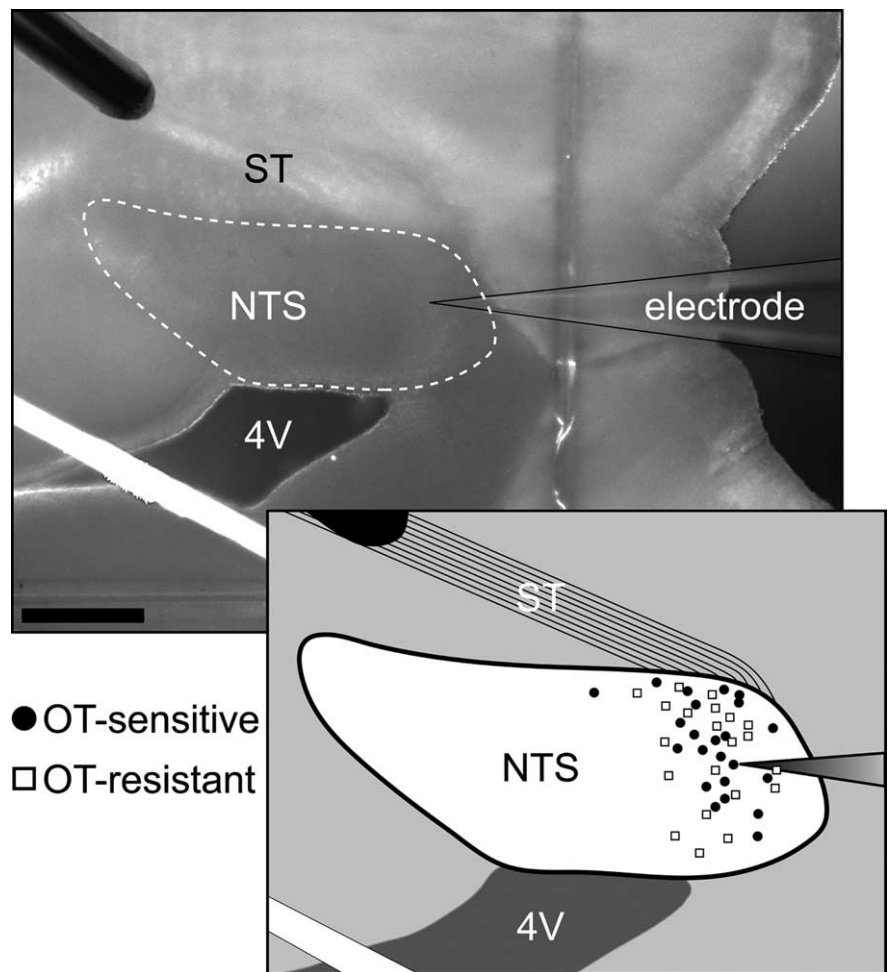 ST
NTS
electrode
4V
ST
OT-sensitive
OT-resistant
NTS
4V